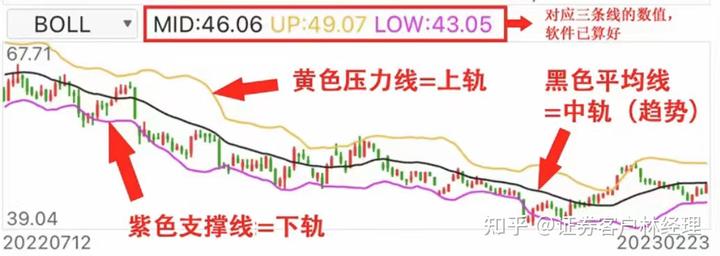 BOLL MID:46.06 UP:49.07 LOW:43.05
对应三条线的数值，
软件已算好
67.71
黄色压力线=上轨
黑色平均线
=中轨（趋势）
紫色支撑线=下轨
39.04
知乎 @证券客户林经理
20220712 20230223